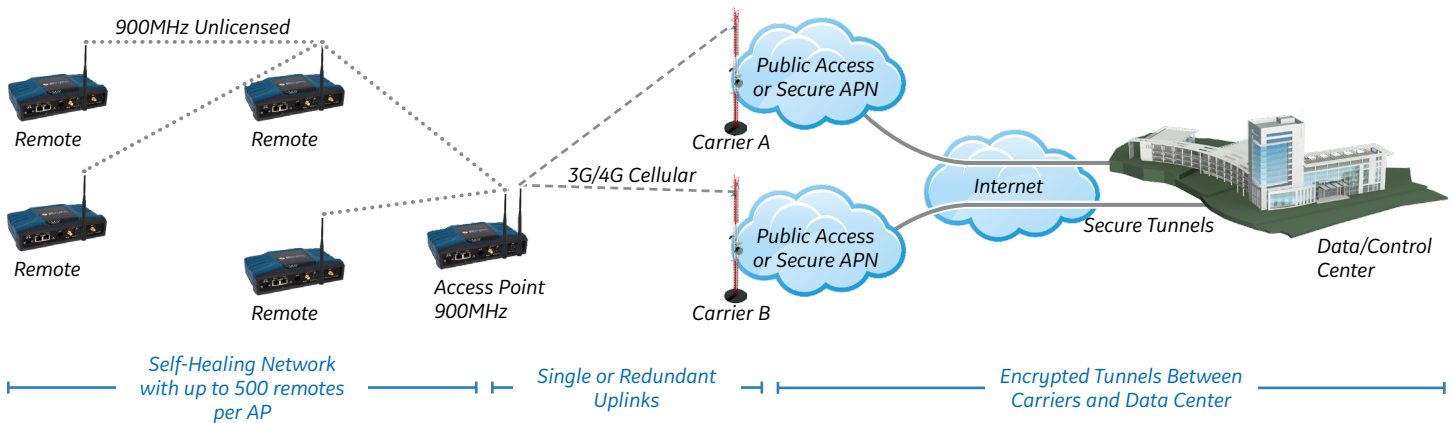 900MHz Unlicensed
Remote
Remote
Remote
Remote
Access Point
900MHz
3G/4G Cellular
Carrier A
Public Access
or Secure APN
Carrier B
Public Access
or Secure APN
Internet
Secure Tunnels
Data/Control
Center
Self-Healing Network
with up to 500 remotes
per AP
Single or Redundant
Uplinks
Encrypted Tunnels Between
Carriers and Data Center